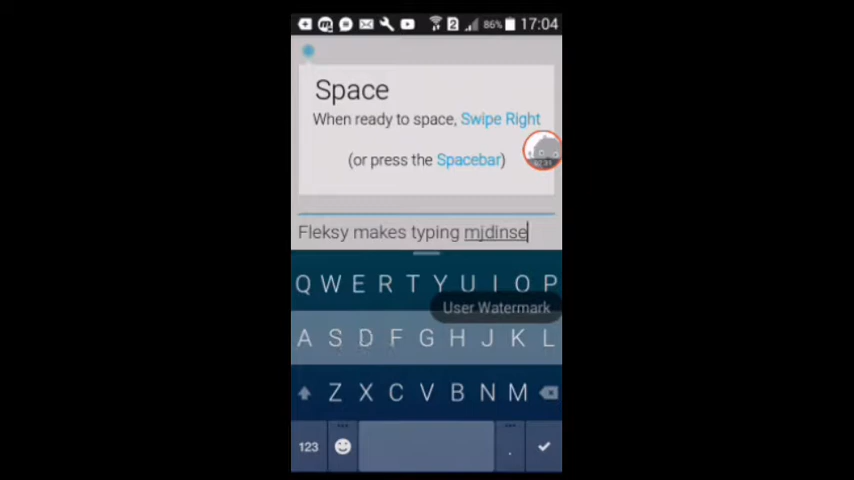 2 86% 17:04
Space
When ready to space, Swipe Right
(or press the Spacebar)
Fleksy makes typing mjdinse
Q W E R T Y U I O P
User Watermark
A S D F G H J K L
Z X C V B N M
123 .